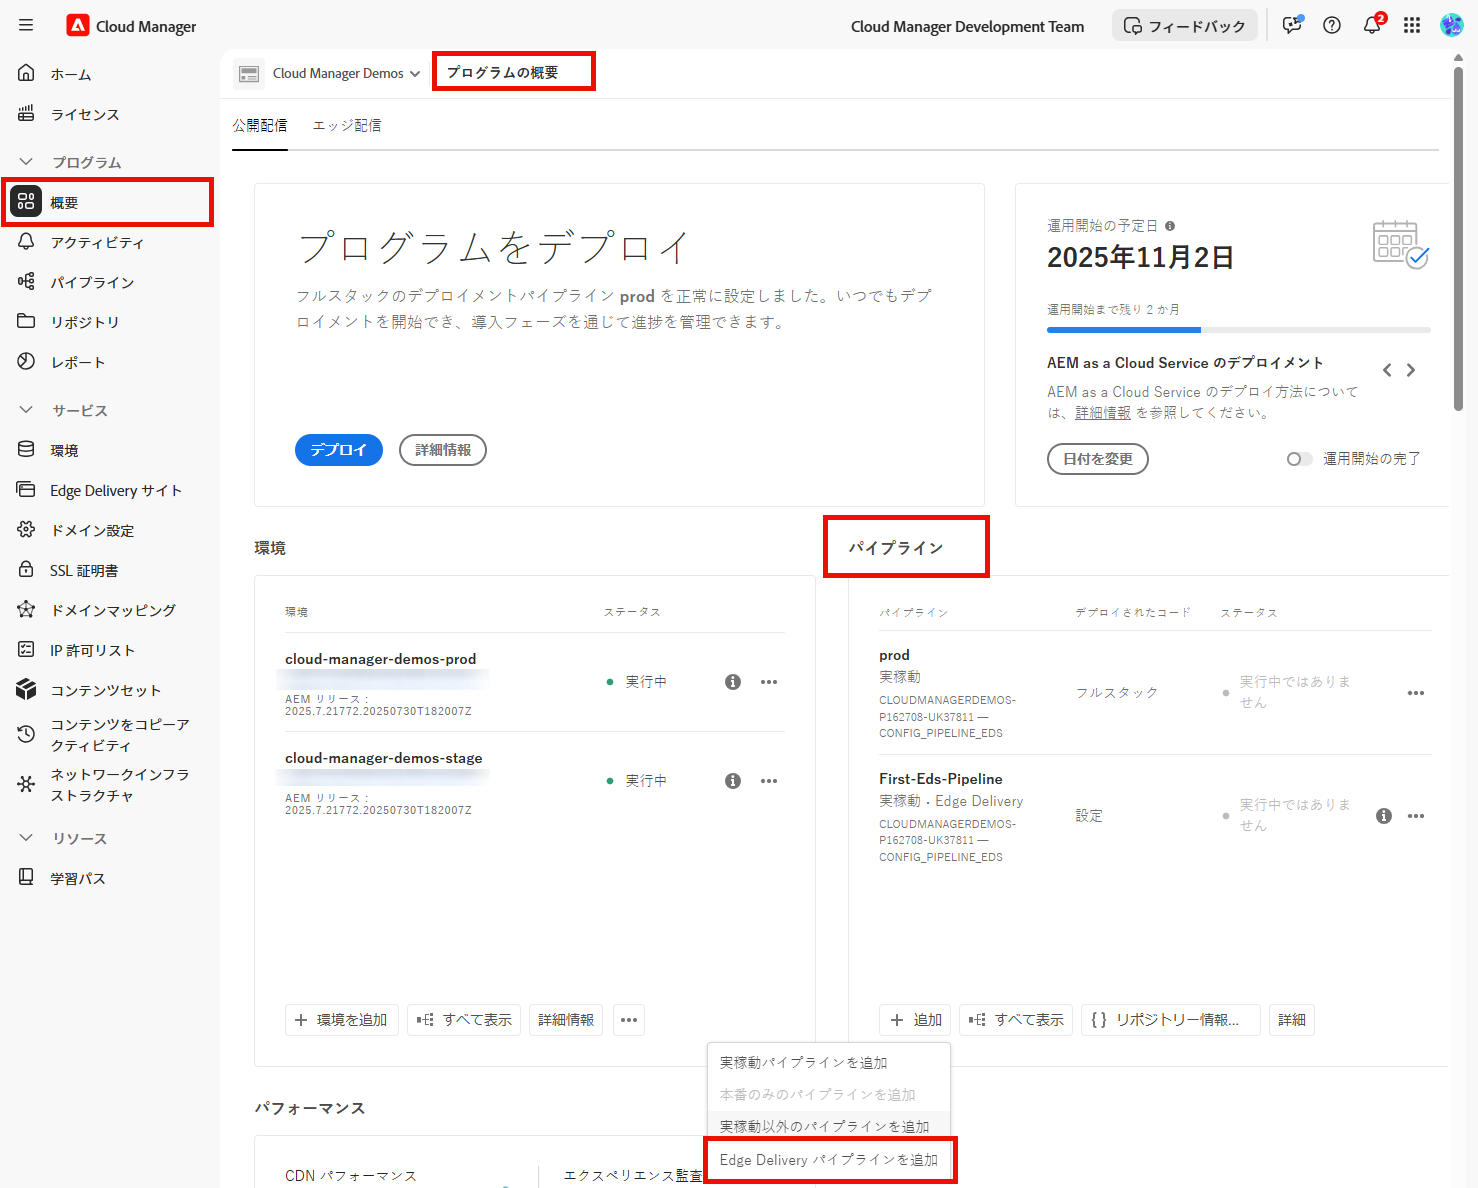 Cloud Manager
Cloud Manager Development Team
フィードバック
2
ホーム
ライセンス
プログラム
概要
アクティビティ
パイプライン
リポジトリ
レポート
サービス
環境
Edge Delivery サイト
ドメイン設定
SSL 証明書
ドメインマッピング
IP 許可リスト
コンテンツセット
コンテンツをコピーア
クティビティ
ネットワークインフラ
ストラクチャ
リソース
学習パス
Cloud Manager Demos
プログラムの概要
公開配信
エッジ配信
プログラムをデプロイ
フルスタックのデプロイメントパイプライン prod を正常に設定しました。いつでもデプ
ロイメントを開始でき、導入フェーズを通じて進捗を管理できます。
デプロイ
詳細情報
運用開始の予定日
2025年11月2日
運用開始まで残り 2 か月
AEM as a Cloud Service のデプロイメント
AEM as a Cloud Service のデプロイ方法について
は、詳細情報 を参照してください。
日付を変更
運用開始の完了
環境
環境
ステータス
cloud-manager-demos-prod
AEM リリース：
2025.7.21772.20250730T182007Z
実行中
cloud-manager-demos-stage
AEM リリース：
2025.7.21772.20250730T182007Z
実行中
環境を追加
すべて表示
詳細情報
パイプライン
パイプライン
デプロイされたコード
ステータス
prod
実稼動
CLOUDMANAGERDEMOS-
P162708-UK37811 —
CONFIG_PIPELINE_EDS
フルスタック
実行中ではありま
せん
First-Eds-Pipeline
実稼動・Edge Delivery
CLOUDMANAGERDEMOS-
P162708-UK37811 —
CONFIG_PIPELINE_EDS
設定
実行中ではありま
せん
追加
すべて表示
リポジトリー情報...
詳細
実稼動パイプラインを追加
本番のみのパイプラインを追加
実稼動以外のパイプラインを追加
Edge Delivery パイプラインを追加
パフォーマンス
CDN パフォーマンス
エクスペリエンス監査